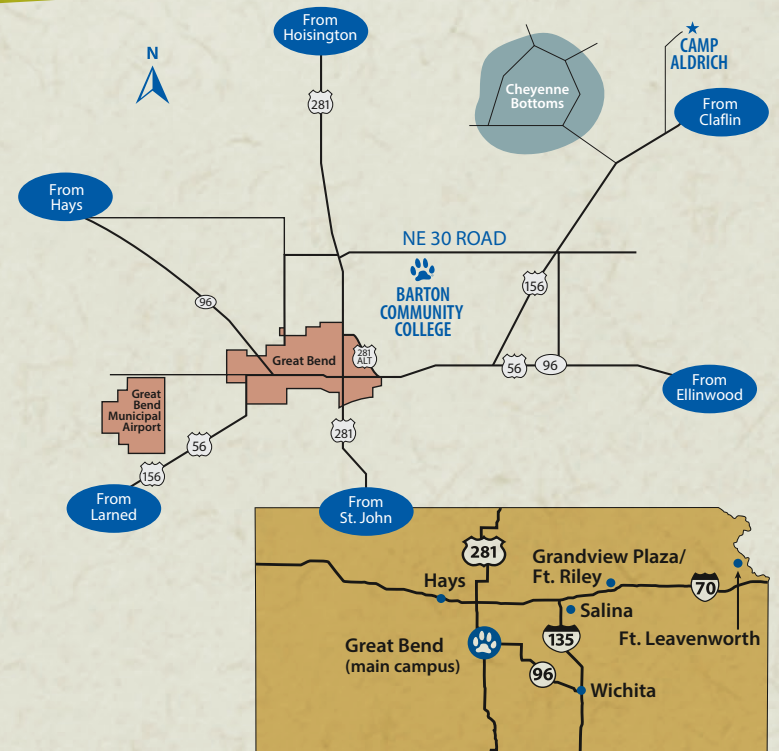 From
Hoisington
N
CAMP
ALDRICH
281
Cheyenne
Bottoms
From
Claflin
From
Hays
NE 30 ROAD
156
BARTON
COMMUNITY
COLLEGE
96
Great Bend
281
ALT
56
96
From
Ellinwood
Great
Bend
Municipal
Airport
281
56
156
From
Larned
From
St. John
281
Grandview Plaza/
Ft. Riley
Hays
70
Salina
135
Ft. Leavenworth
Great Bend
(main campus)
96
Wichita